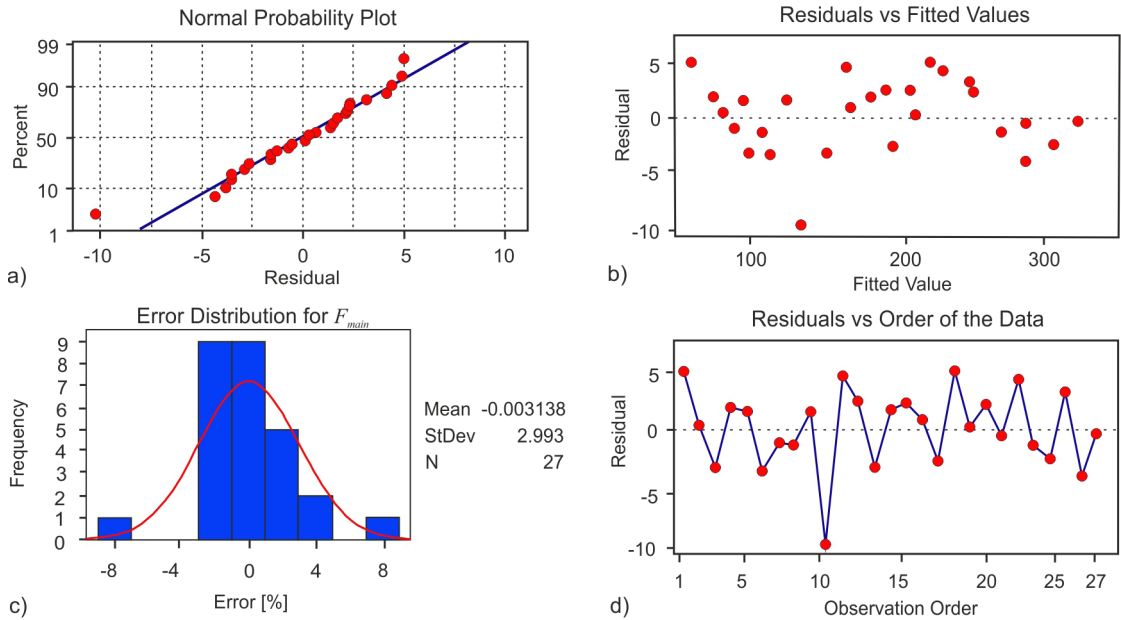 Normal Probability Plot
99
90
50
10
1
Percent
-10 -5 0 5 10
Residual
a)
Residuals vs Fitted Values
5
0
-5
-10
Residual
100 200 300
Fitted Value
b)
Error Distribution for F_main
9
8
7
6
5
4
3
2
1
0
Frequency
-8 -4 0 4 8
Error [%]
Mean -0.003138
StDev 2.993
N 27
c)
Residuals vs Order of the Data
5
0
-5
-10
Residual
1 5 10 15 20 25 27
Observation Order
d)